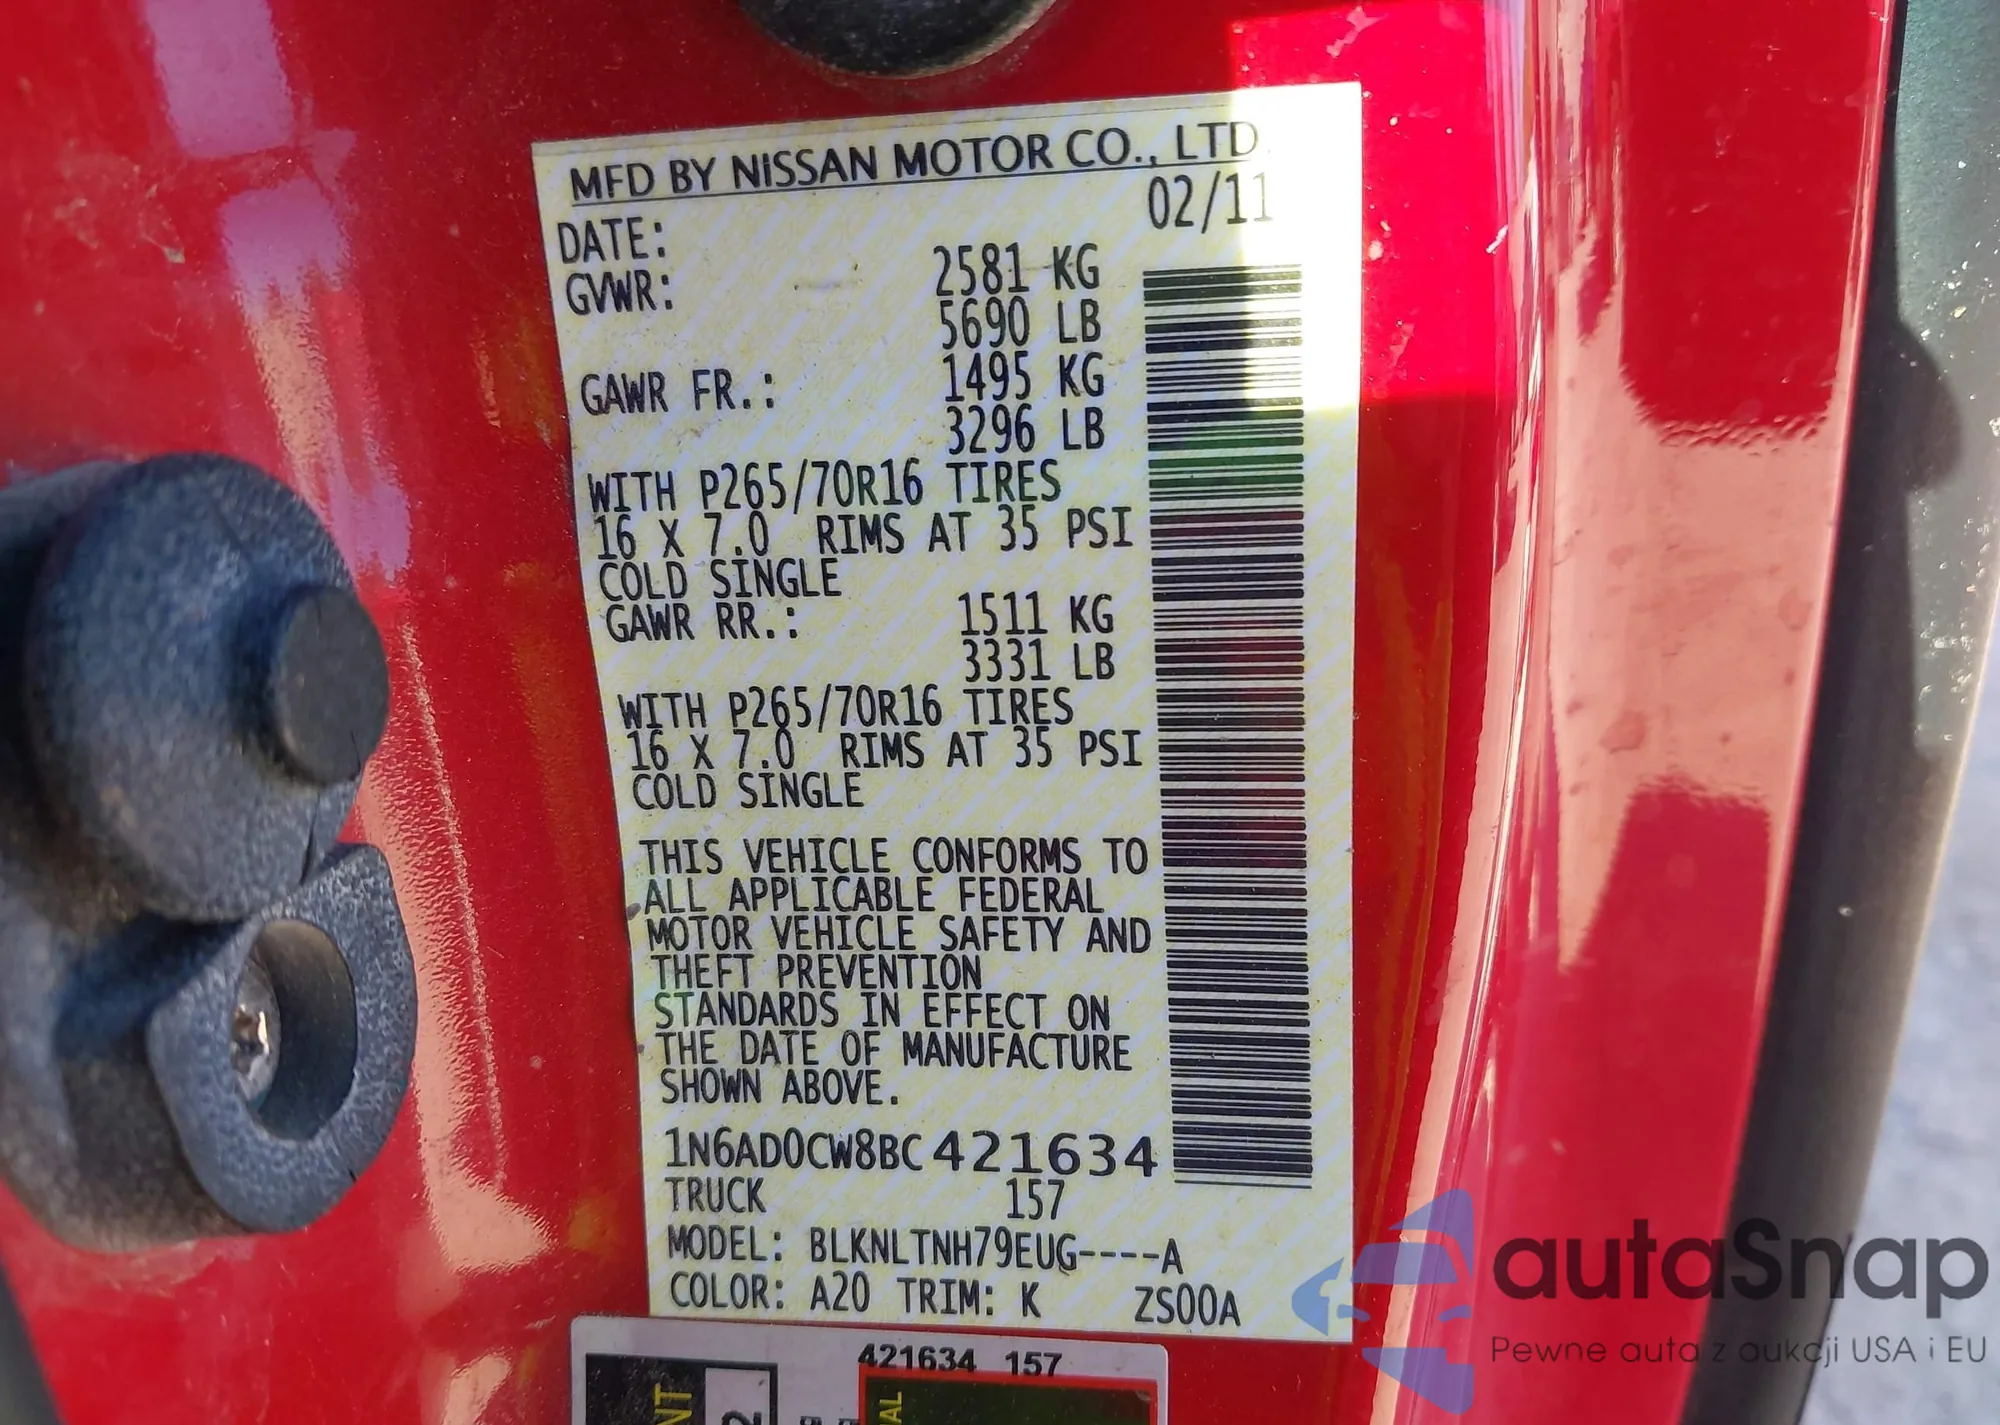 MFD BY NISSAN MOTOR CO., LTD.
DATE: 02/11
GVWR: 2581 KG
5690 LB
GAWR FR.: 1495 KG
3296 LB
WITH P265/70R16 TIRES
16 X 7.0 RIMS AT 35 PSI
COLD SINGLE
GAWR RR.: 1511 KG
3331 LB
WITH P265/70R16 TIRES
16 X 7.0 RIMS AT 35 PSI
COLD SINGLE
THIS VEHICLE CONFORMS TO
ALL APPLICABLE FEDERAL
MOTOR VEHICLE SAFETY AND
THEFT PREVENTION
STANDARDS IN EFFECT ON
THE DATE OF MANUFACTURE
SHOWN ABOVE.
1N6AD0CW8BC421634
TRUCK 157
MODEL: BLKNLTNH79EUG----A
COLOR: A20 TRIM: K ZS00A
421634 157
autaSnap
Pewne auta z aukcji USA i EU